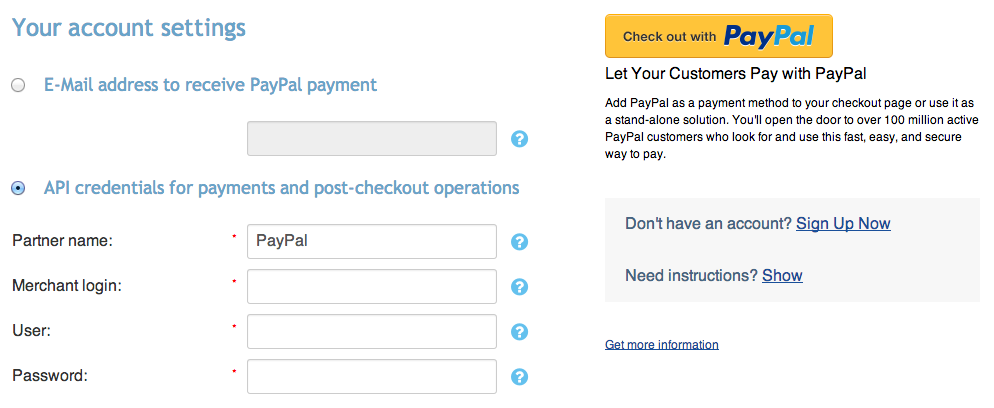 Your account settings
E-Mail address to receive PayPal payment
?
API credentials for payments and post-checkout operations
Partner name: * PayPal ?
Merchant login: * ?
User: * ?
Password: * ?
Check out with PayPal
Let Your Customers Pay with PayPal
Add PayPal as a payment method to your checkout page or use it as
a stand-alone solution. You'll open the door to over 100 million active
PayPal customers who look for and use this fast, easy, and secure
way to pay.
Don't have an account? Sign Up Now
Need instructions? Show
Get more information